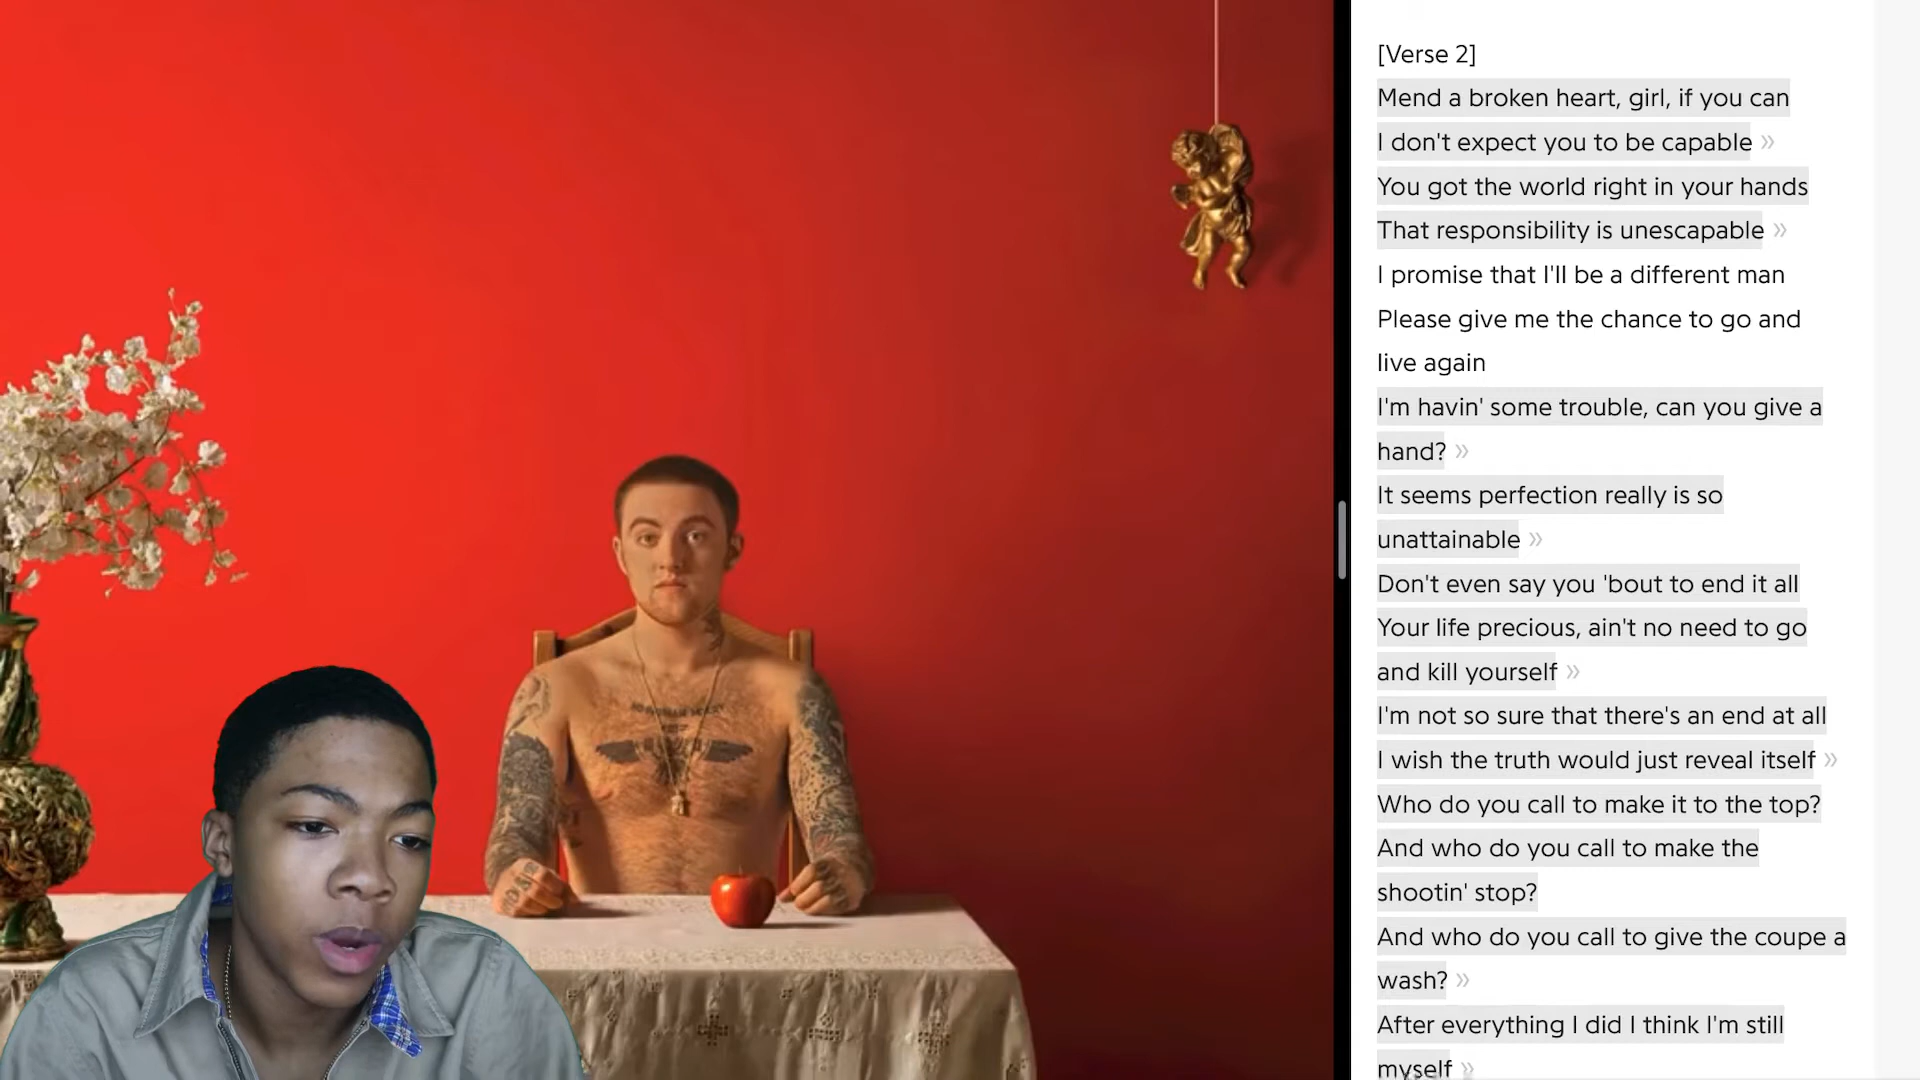 [Verse 2]
Mend a broken heart, girl, if you can
I don't expect you to be capable »
You got the world right in your hands
That responsibility is unescapable »
I promise that I'll be a different man
Please give me the chance to go and
live again
I'm havin' some trouble, can you give a
hand? »
It seems perfection really is so
unattainable »
Don't even say you 'bout to end it all
Your life precious, ain't no need to go
and kill yourself »
I'm not so sure that there's an end at all
I wish the truth would just reveal itself »
Who do you call to make it to the top?
And who do you call to make the
shootin' stop?
And who do you call to give the coupe a
wash? »
After everything I did I think I'm still
myself »